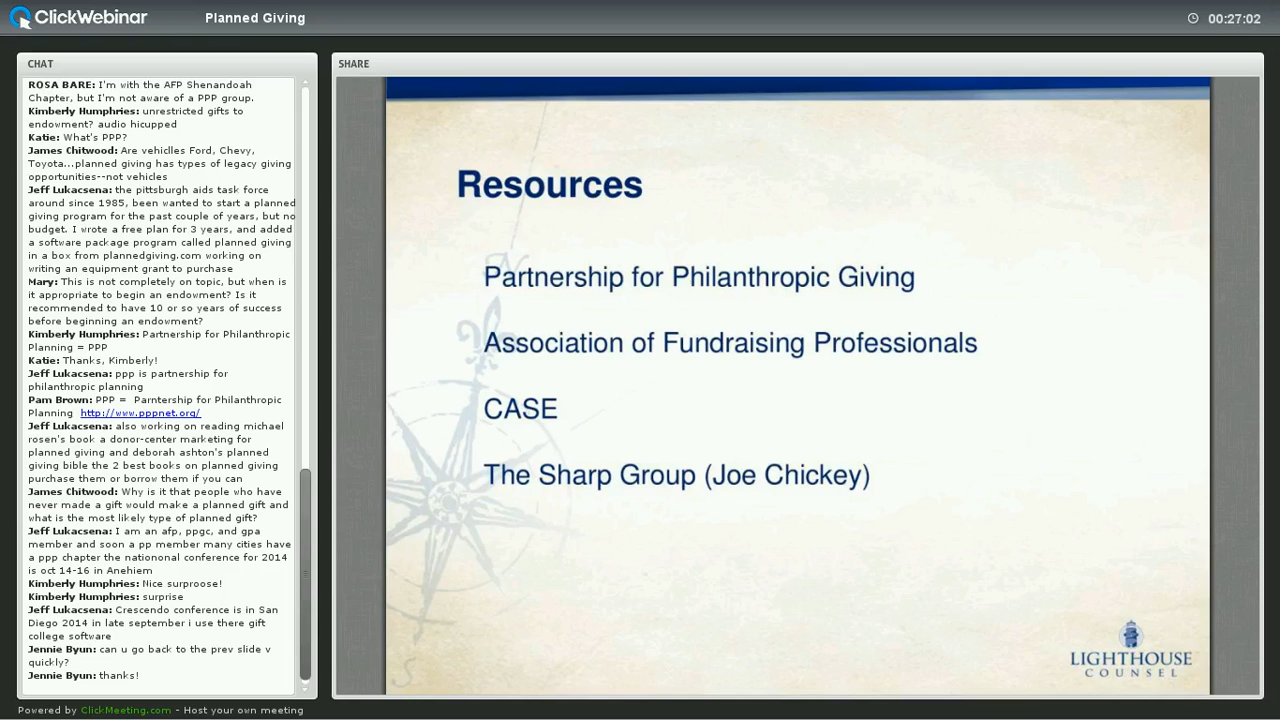 ClickWebinar
Planned Giving
00:27:02
CHAT
ROSA BARE: I'm with the AFP Shenandoah
Chapter, but I'm not aware of a PPP group.
Kimberly Humphries: unrestricted gifts to
endowment? audio hicupped
Katie: What's PPP?
James Chitwood: Are vehiclles Ford, Chevy,
Toyota...planned giving has types of legacy giving
opportunities--not vehicles
Jeff Lukacsena: the pittsburgh aids task force
around since 1985, been wanted to start a planned
giving program for the past couple of years, but no
budget. I wrote a free plan for 3 years, and added
a software package program called planned giving
in a box from plannedgiving.com working on
writing an equipment grant to purchase
Mary: This is not completely on topic, but when is
it appropriate to begin an endowment? Is it
recommended to have 10 or so years of success
before beginning an endowment?
Kimberly Humphries: Partnership for Philanthropic
Planning = PPP
Katie: Thanks, Kimberly!
Jeff Lukacsena: ppp is partnership for
philanthropic planning
Pam Brown: PPP = Parntership for Philanthropic
Planning http://www.pppnet.org/
Jeff Lukacsena: also working on reading michael
rosen's book a donor-center marketing for
planned giving and deborah ashton's planned
giving bible the 2 best books on planned giving
purchase them or borrow them if you can
James Chitwood: Why is it that people who have
never made a gift would make a planned gift and
what is the most likely type of planned gift?
Jeff Lukacsena: I am an afp, ppgc, and gpa
member and soon a pp member many cities have
a ppp chapter the nationonal conference for 2014
is oct 14-16 in Anehiem
Kimberly Humphries: Nice surproose!
Kimberly Humphries: surprise
Jeff Lukacsena: Crescendo conference is in San
Diego 2014 in late september i use there gift
college software
Jennie Byun: can u go back to the prev slide v
quickly?
Jennie Byun: thanks!
SHARE
Resources
Partnership for Philanthropic Giving
Association of Fundraising Professionals
CASE
The Sharp Group (Joe Chickey)
N
S
LIGHTHOUSE
COUNSEL
Powered by ClickMeeting.com - Host your own meeting